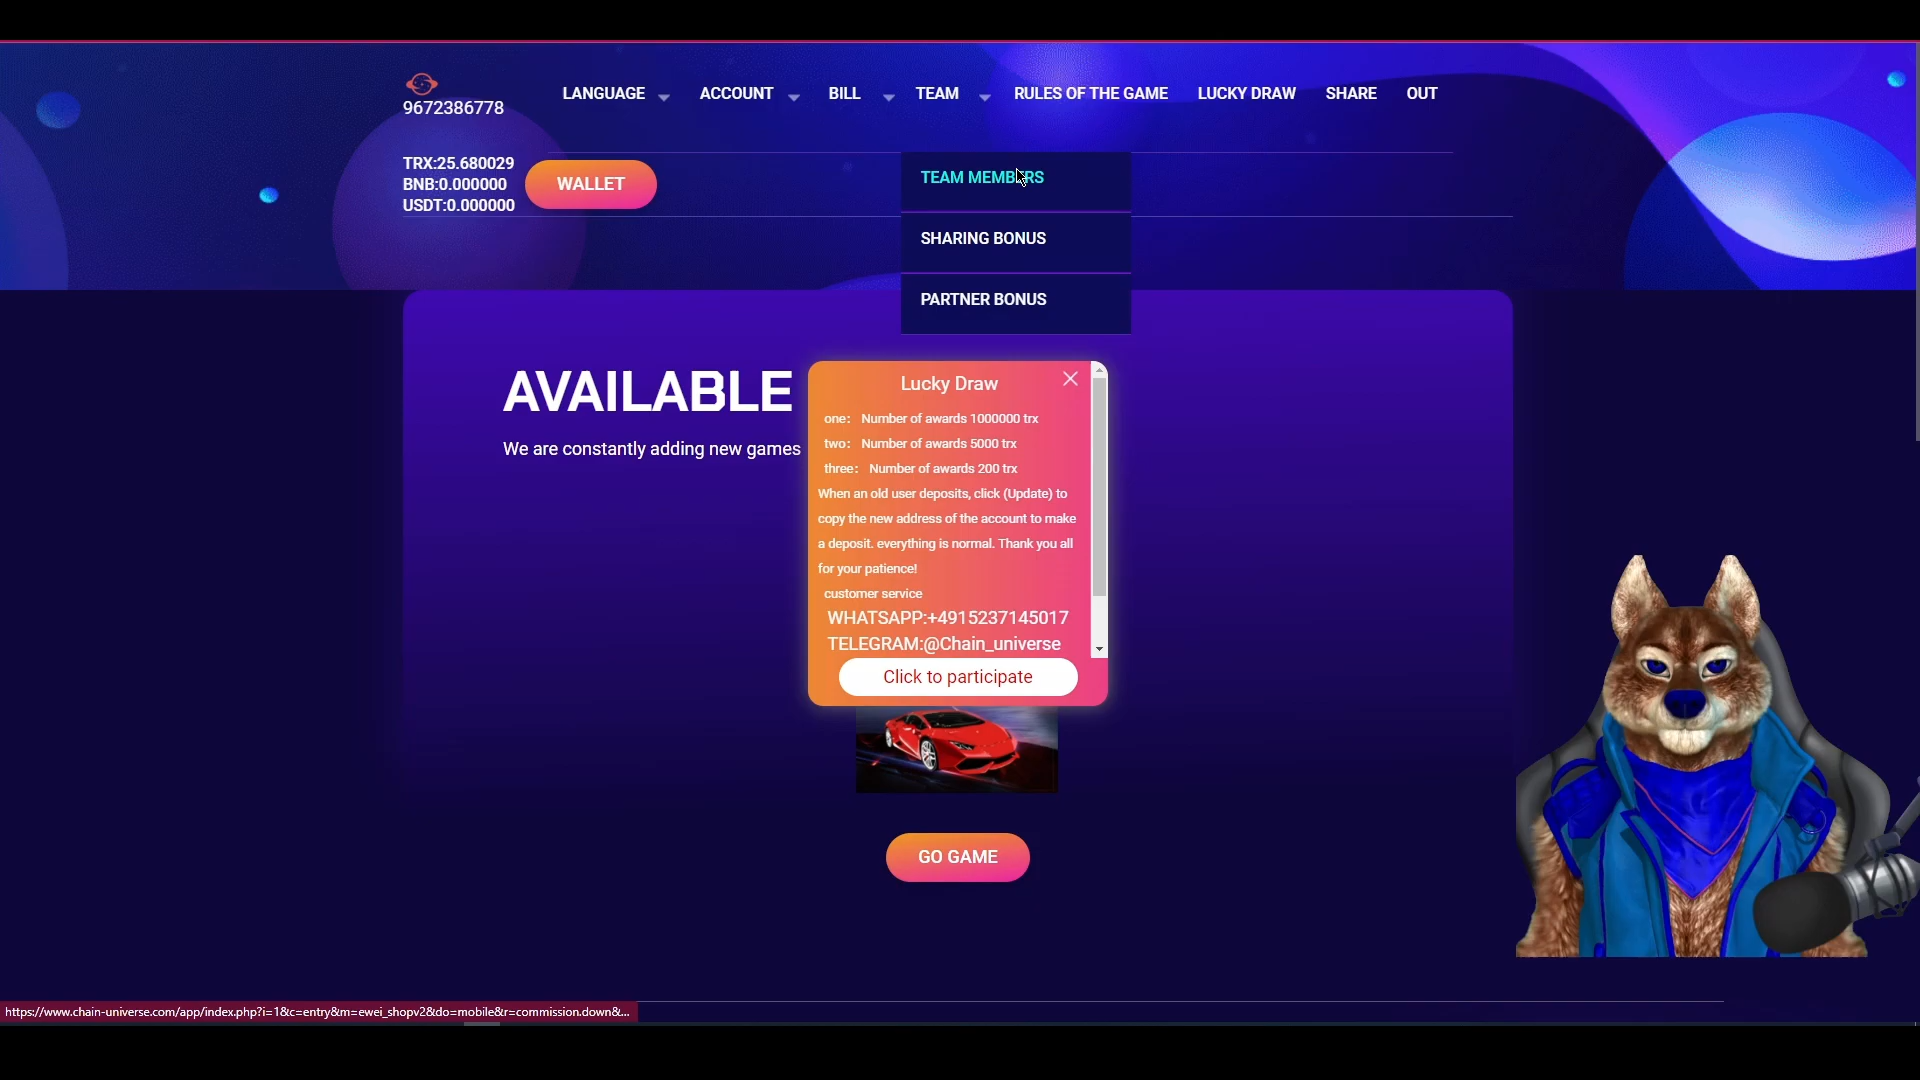 LANGUAGE
ACCOUNT
BILL
TEAM
RULES OF THE GAME
LUCKY DRAW
SHARE
OUT
9672386778
TRX:25.680029
BNB:0.000000
USDT:0.000000
WALLET
TEAM MEMBERS
SHARING BONUS
PARTNER BONUS
AVAILABLE
We are constantly adding new games
Lucky Draw
one: Number of awards 1000000 trx
two: Number of awards 5000 trx
three: Number of awards 200 trx
When an old user deposits, click (Update) to
copy the new address of the account to make
a deposit. everything is normal. Thank you all
for your patience!
customer service
WHATSAPP:+4915237145017
TELEGRAM:@Chain_universe
Click to participate
GO GAME
https://www.chain-universe.com/app/index.php?i=1&c=entry&m=ewei_shopv2&do=mobile&r=commission.down&...